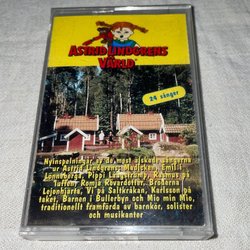 ASTRID LINDGRENS
VÄRLD
24 sånger
Nyinspelningar av de mest älskade sångerna
ur Astrid Lindgrens: Madicken, Emil i
Lönneberga, Pippi Långstrump, Rasmus på
luffen, Ronja Rövardotter, Bröderna
Lejonhjärta, Vi på Saltkråkan, Karlsson på
taket, Barnen i Bullerbyn och Mio min Mio,
traditionellt framförda av barnkör, solister
och musikanter